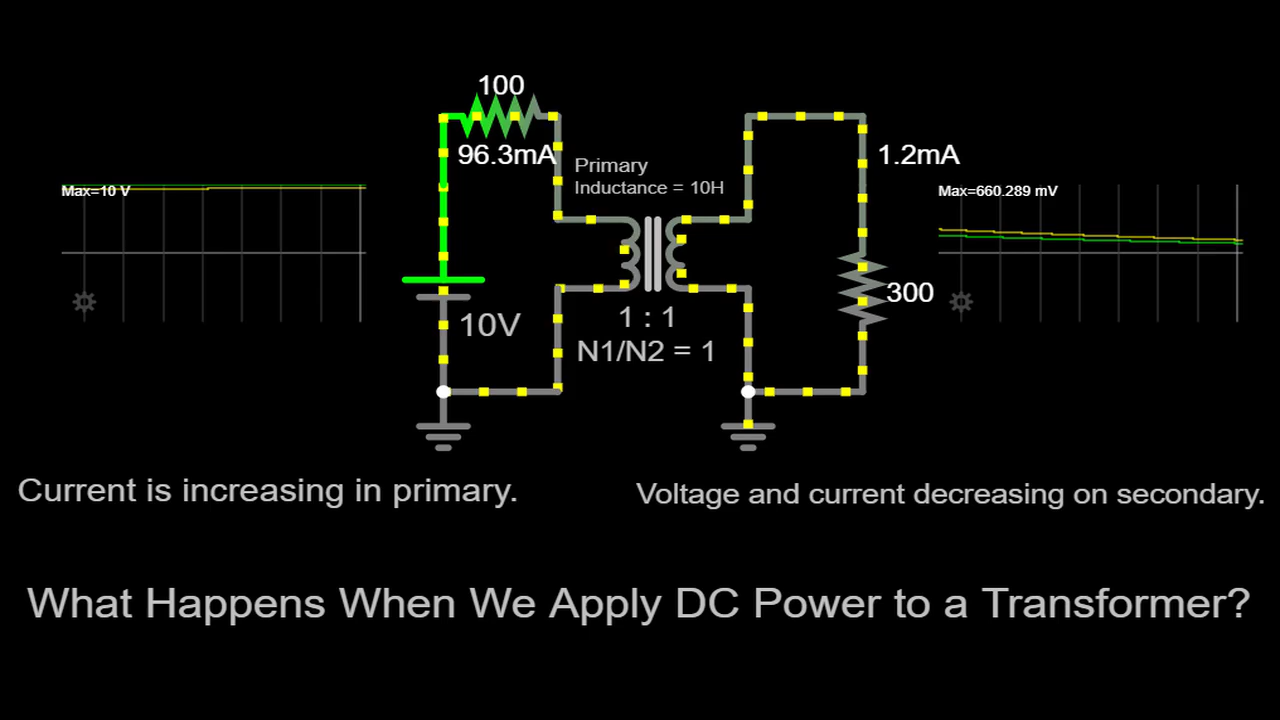 100
96.3mA
Primary
Inductance = 10H
1.2mA
Max=10 V
Max=660.289 mV
300
10V
1 : 1
N1/N2 = 1
Current is increasing in primary.
Voltage and current decreasing on secondary.
What Happens When We Apply DC Power to a Transformer?